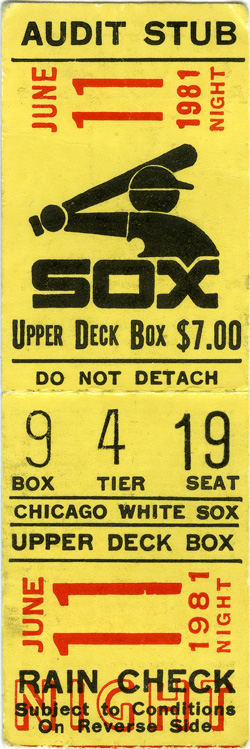 AUDIT STUB
JUNE 11 1981 NIGHT
SOX
UPPER DECK BOX $7.00
DO NOT DETACH
9 4 19
BOX TIER SEAT
CHICAGO WHITE SOX
UPPER DECK BOX
JUNE 11 1981 NIGHT
NIGHT
RAIN CHECK
Subject to Conditions
On Reverse Side